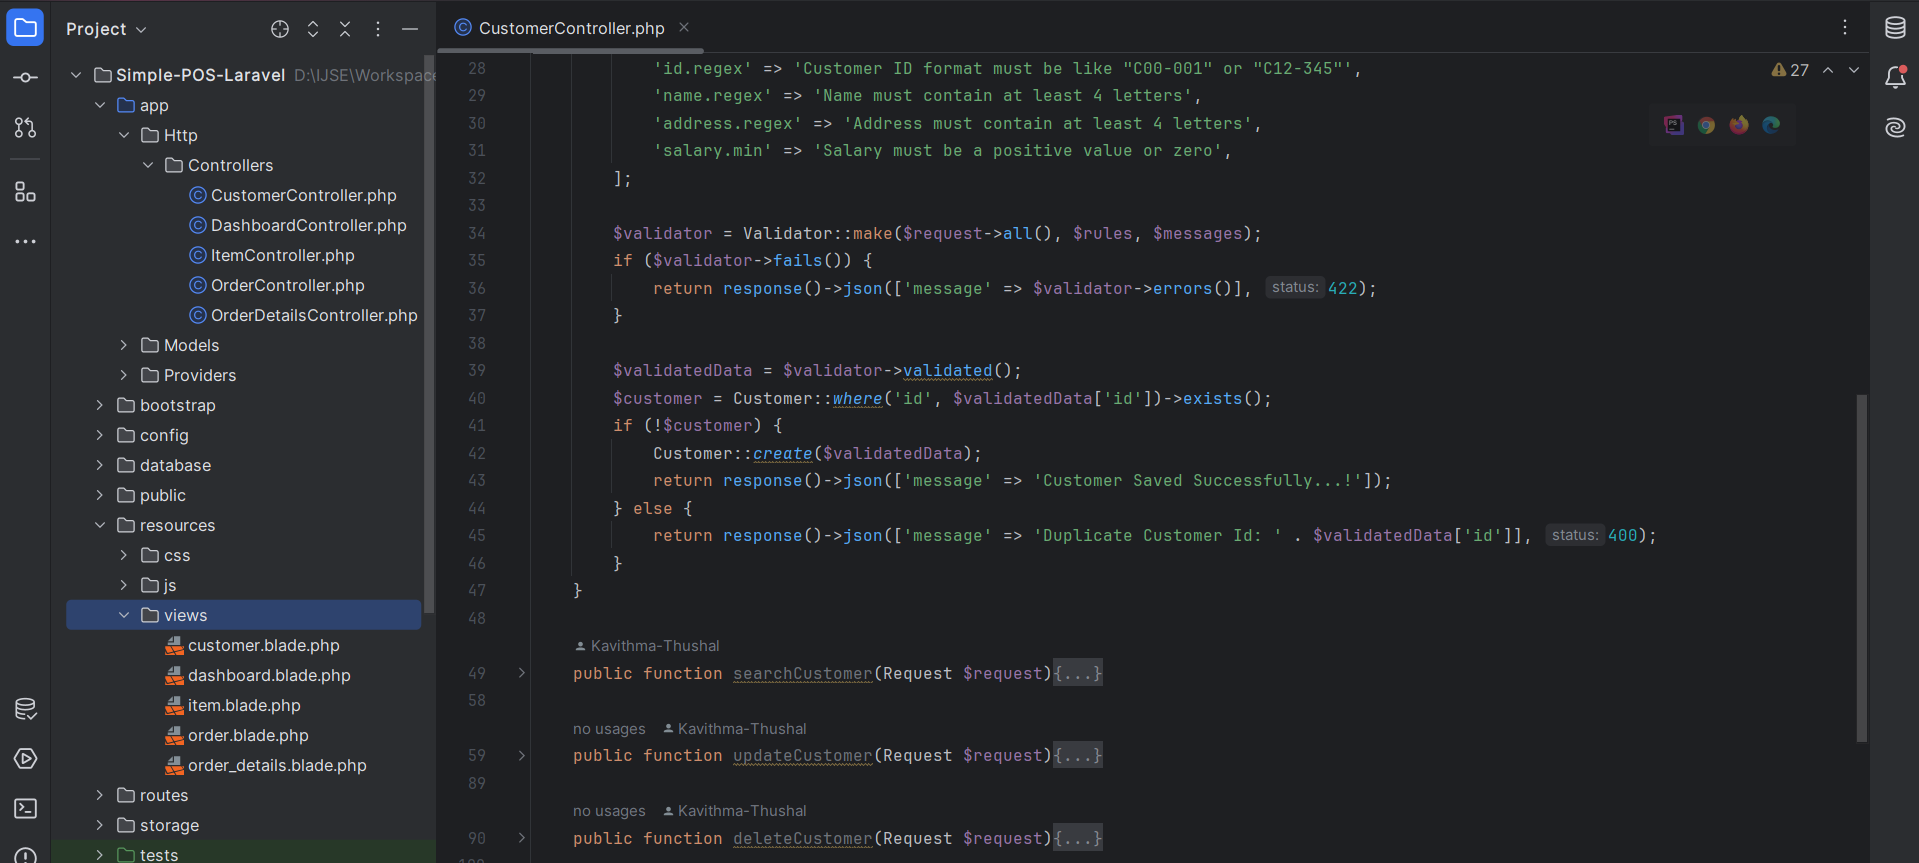 Project
Simple-POS-Laravel D:\IJSE\Workspace
app
Http
Controllers
CustomerController.php
DashboardController.php
ItemController.php
OrderController.php
OrderDetailsController.php
Models
Providers
bootstrap
config
database
public
resources
css
js
views
customer.blade.php
dashboard.blade.php
item.blade.php
order.blade.php
order_details.blade.php
routes
storage
tests
CustomerController.php
27
28 'id.regex' => 'Customer ID format must be like "C00-001" or "C12-345"',
29 'name.regex' => 'Name must contain at least 4 letters',
30 'address.regex' => 'Address must contain at least 4 letters',
31 'salary.min' => 'Salary must be a positive value or zero',
32 ];
33
34 $validator = Validator::make($request->all(), $rules, $messages);
35 if ($validator->fails()) {
36 return response()->json(['message' => $validator->errors()], status: 422);
37 }
38
39 $validatedData = $validator->validated();
40 $customer = Customer::where('id', $validatedData['id'])->exists();
41 if (!$customer) {
42 Customer::create($validatedData);
43 return response()->json(['message' => 'Customer Saved Successfully...!']);
44 } else {
45 return response()->json(['message' => 'Duplicate Customer Id: ' . $validatedData['id']], status: 400);
46 }
47 }
48
Kavithma-Thushal
49 public function searchCustomer(Request $request){...}
58
no usages Kavithma-Thushal
59 public function updateCustomer(Request $request){...}
89
no usages Kavithma-Thushal
90 public function deleteCustomer(Request $request){...}